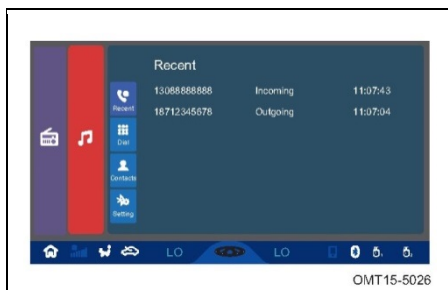 Recent
13088888888 Incoming 11:07:43
18712345678 Outgoing 11:07:04
Recent
Dial
Contacts
Setting
LO LO
OMT15-5026